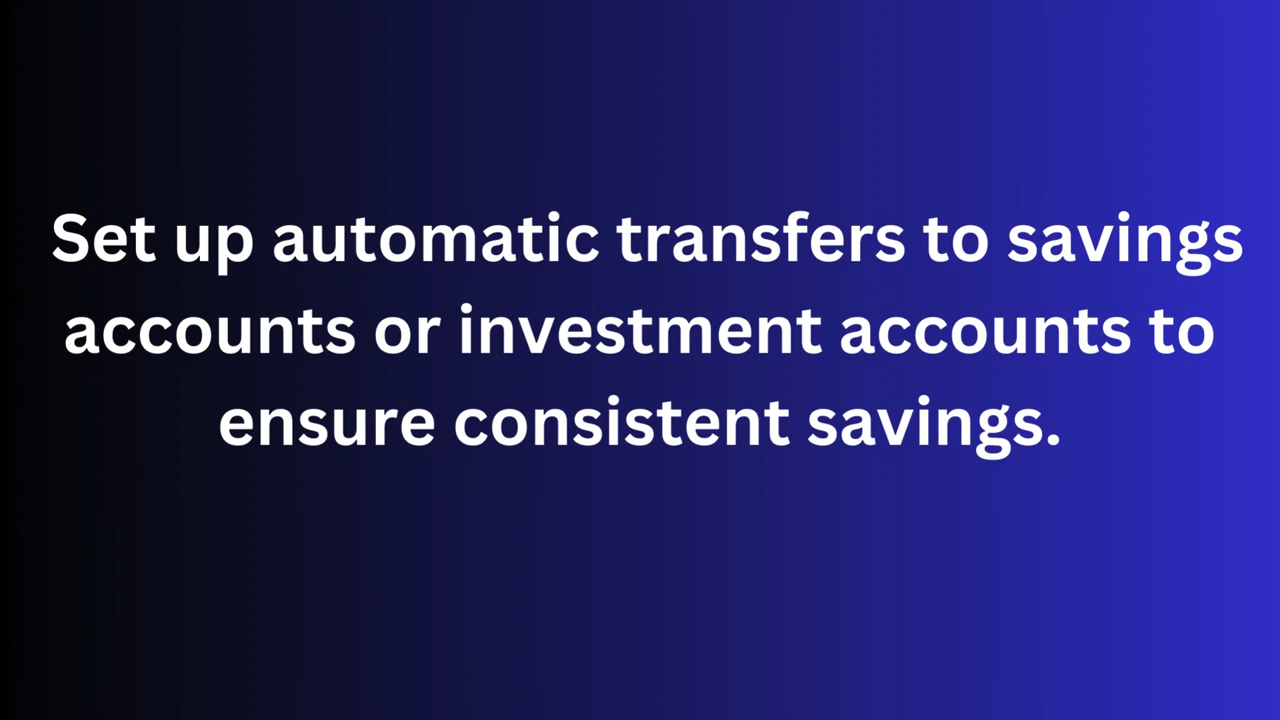 Set up automatic transfers to savings
accounts or investment accounts to
ensure consistent savings.